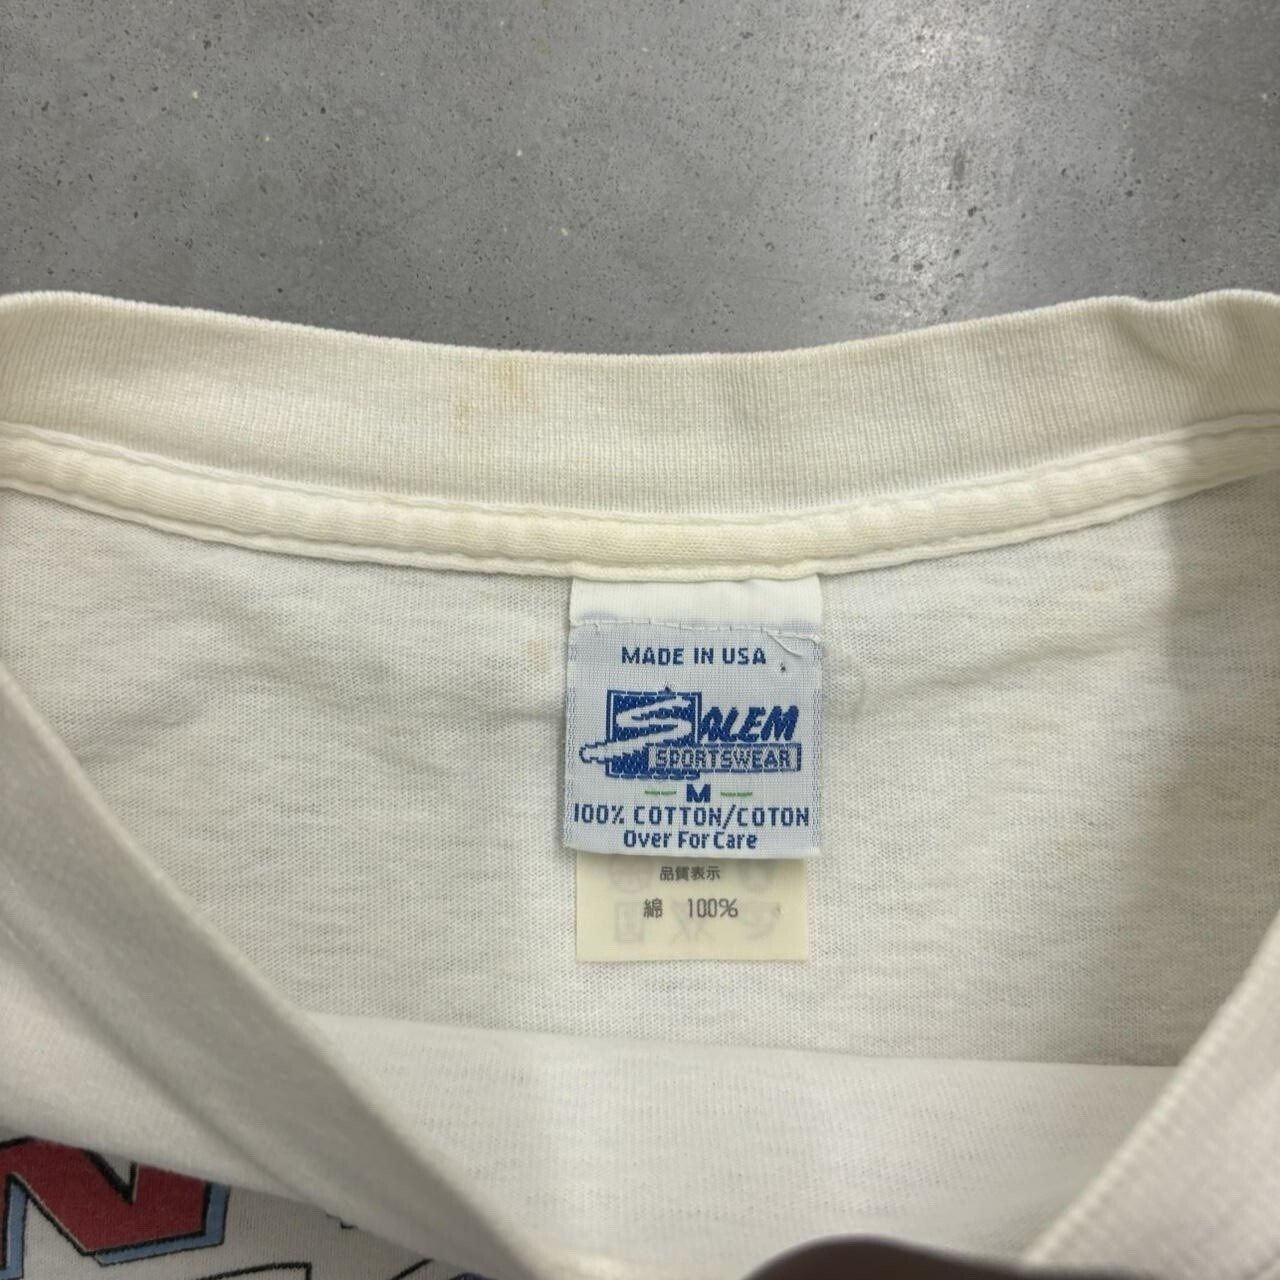 MADE IN USA
SALEM
SPORTSWEAR
M
100% COTTON/COTON
Over For Care
品質表示
綿 100%
N